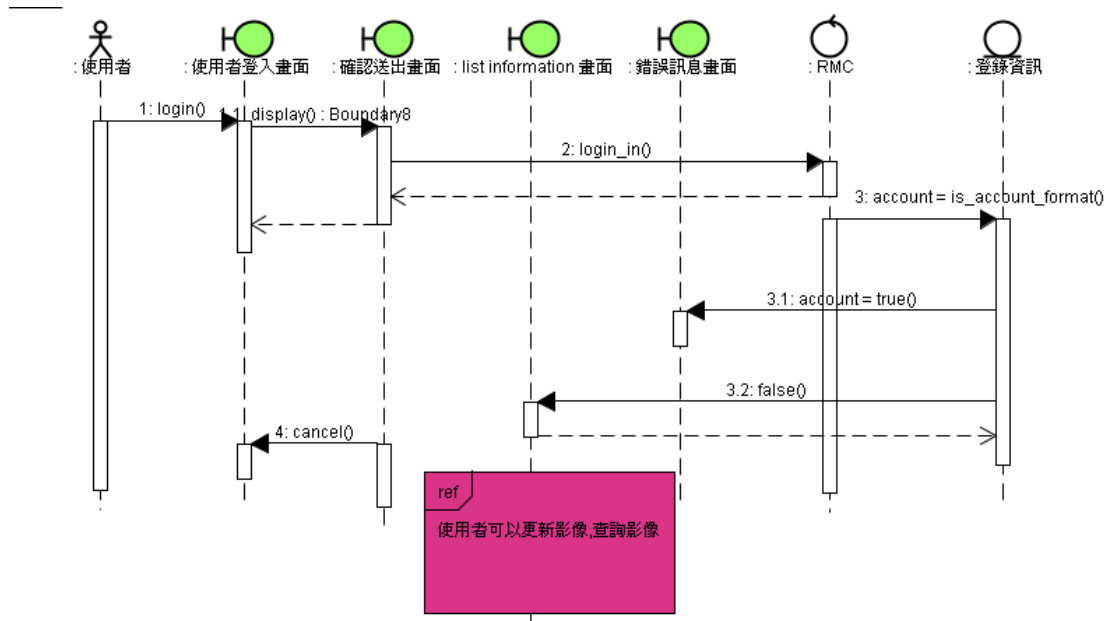 : 使用者
: 使用者登入畫面
: 確認送出畫面
: list information 畫面
: 錯誤訊息畫面
: RMC
: 登錄資訊
1: login()
1.1: display() : Boundary8
2: login_in()
3: account = is_account_format()
3.1: account = true()
3.2: false()
4: cancel()
ref
使用者可以更新影像,查詢影像